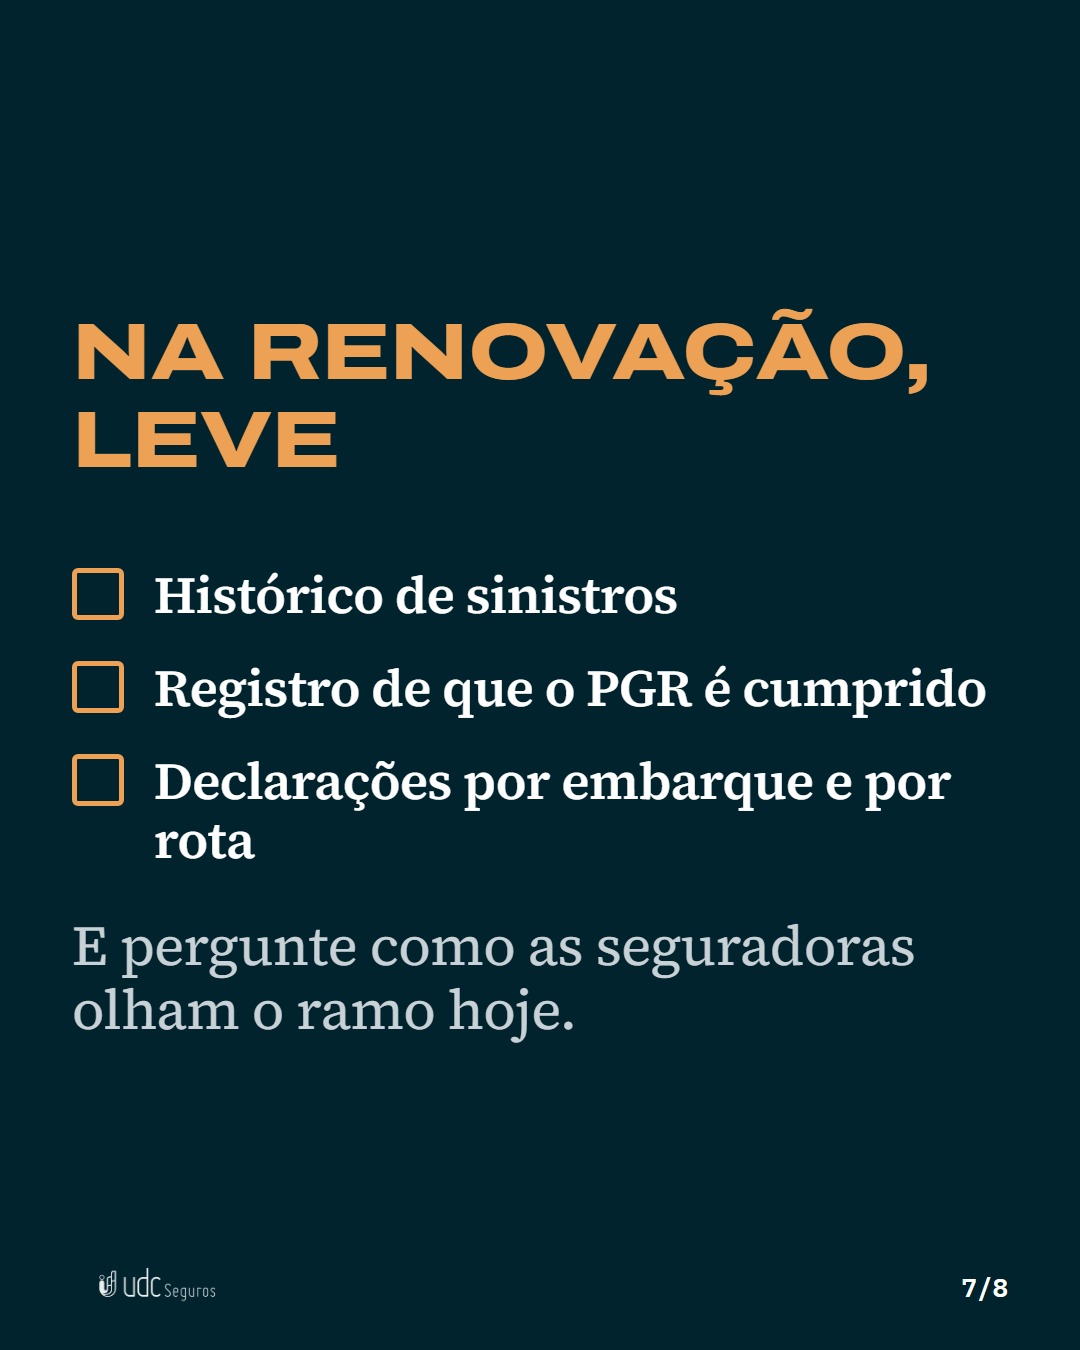 NA RENOVAÇÃO,
LEVE
Histórico de sinistros
Registro de que o PGR é cumprido
Declarações por embarque e por
rota
E pergunte como as seguradoras
olham o ramo hoje.
udc Seguros
7/8